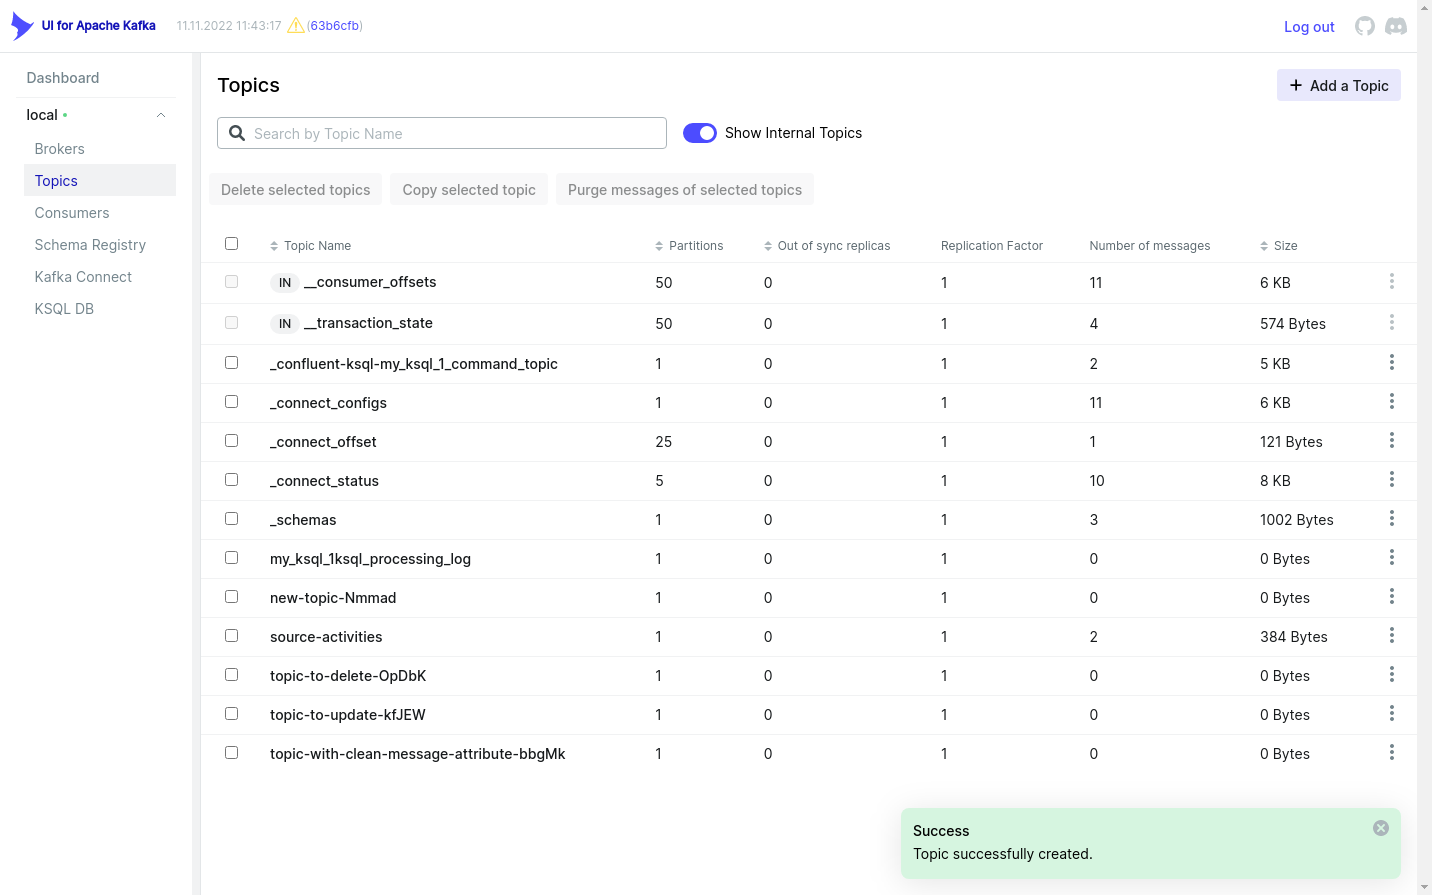 UI for Apache Kafka 11.11.2022 11:43:17 (63b6cfb) Log out
Dashboard
local
Brokers
Topics
Consumers
Schema Registry
Kafka Connect
KSQL DB
Topics
Add a Topic
Search by Topic Name
Show Internal Topics
Delete selected topics Copy selected topic Purge messages of selected topics
Topic Name Partitions Out of sync replicas Replication Factor Number of messages Size
IN __consumer_offsets 50 0 1 11 6 KB
IN __transaction_state 50 0 1 4 574 Bytes
_confluent-ksql-my_ksql_1_command_topic 1 0 1 2 5 KB
_connect_configs 1 0 1 11 6 KB
_connect_offset 25 0 1 1 121 Bytes
_connect_status 5 0 1 10 8 KB
_schemas 1 0 1 3 1002 Bytes
my_ksql_1ksql_processing_log 1 0 1 0 0 Bytes
new-topic-Nmmad 1 0 1 0 0 Bytes
source-activities 1 0 1 2 384 Bytes
topic-to-delete-OpDbK 1 0 1 0 0 Bytes
topic-to-update-kfJEW 1 0 1 0 0 Bytes
topic-with-clean-message-attribute-bbgMk 1 0 1 0 0 Bytes
Success
Topic successfully created.